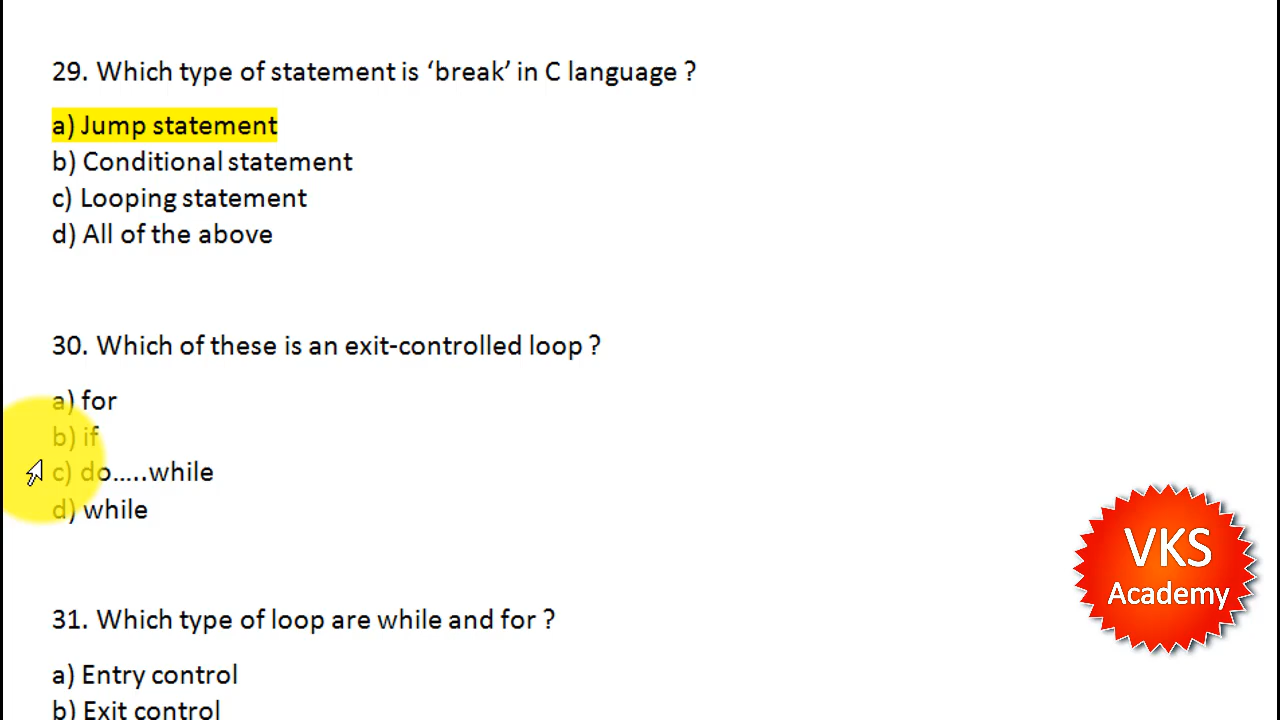 29. Which type of statement is ‘break’ in C language ?
a) Jump statement
b) Conditional statement
c) Looping statement
d) All of the above
30. Which of these is an exit-controlled loop ?
a) for
b) if
c) do…..while
d) while
31. Which type of loop are while and for ?
a) Entry control
b) Exit control
VKS
Academy